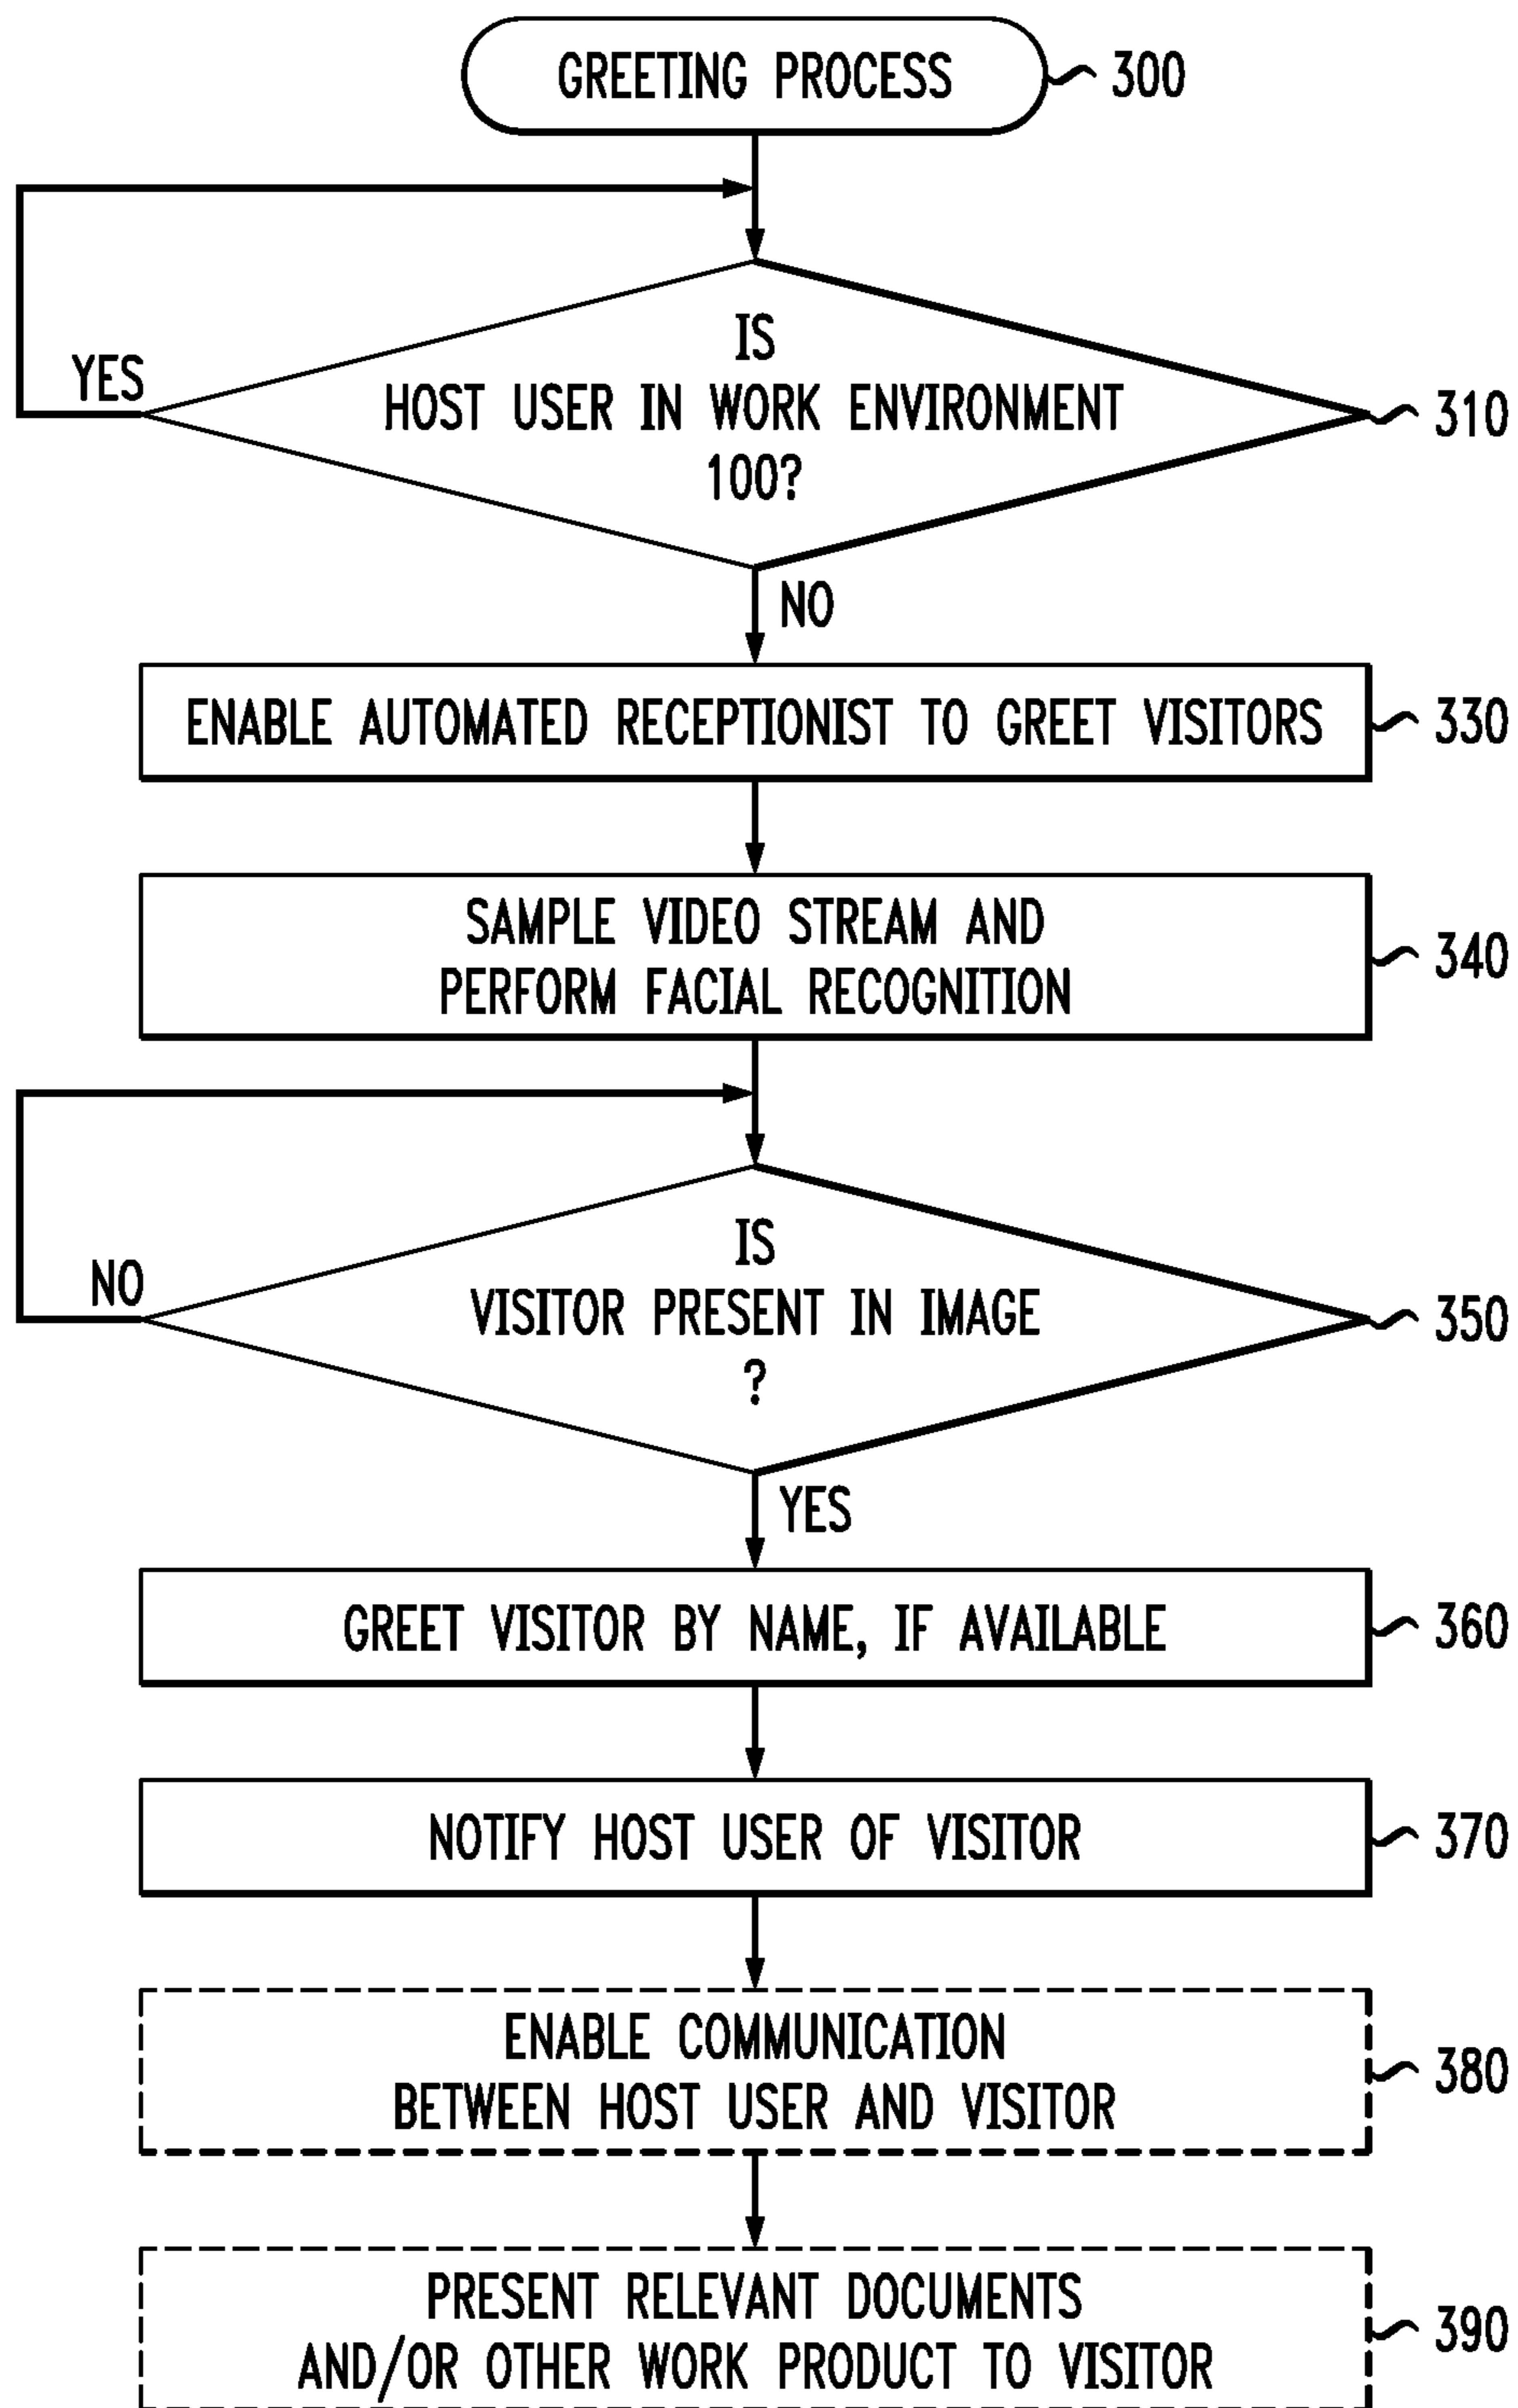 GREETING PROCESS
300
IS
HOST USER IN WORK ENVIRONMENT
100?
310
YES
NO
ENABLE AUTOMATED RECEPTIONIST TO GREET VISITORS
330
SAMPLE VIDEO STREAM AND
PERFORM FACIAL RECOGNITION
340
IS
VISITOR PRESENT IN IMAGE
?
350
NO
YES
GREET VISITOR BY NAME, IF AVAILABLE
360
NOTIFY HOST USER OF VISITOR
370
ENABLE COMMUNICATION
BETWEEN HOST USER AND VISITOR
380
PRESENT RELEVANT DOCUMENTS
AND/OR OTHER WORK PRODUCT TO VISITOR
390